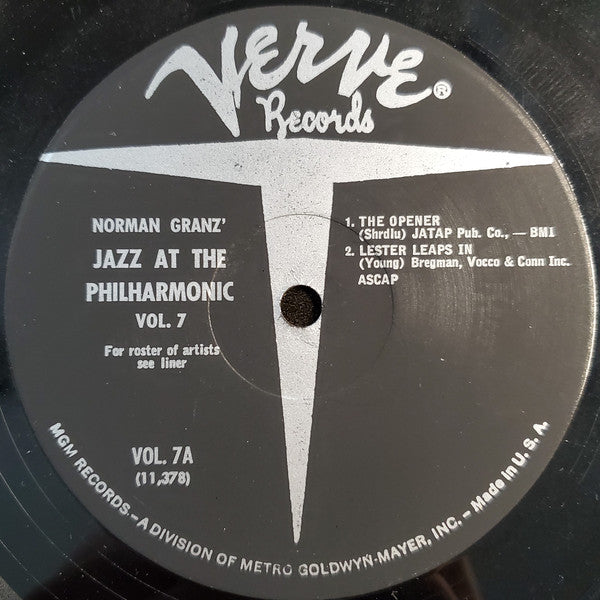 Verve®
Records
NORMAN GRANZ'
JAZZ AT THE
PHILHARMONIC
VOL. 7
For roster of artists
see liner
VOL. 7A
(11,378)
1. THE OPENER
(Shrdlu) JATAP Pub. Co., — BMI
2. LESTER LEAPS IN
(Young) Bregman, Vocco & Conn Inc.
ASCAP
MGM RECORDS.–A DIVISION OF METRO GOLDWYN-MAYER, INC. – Made in U. S. A.